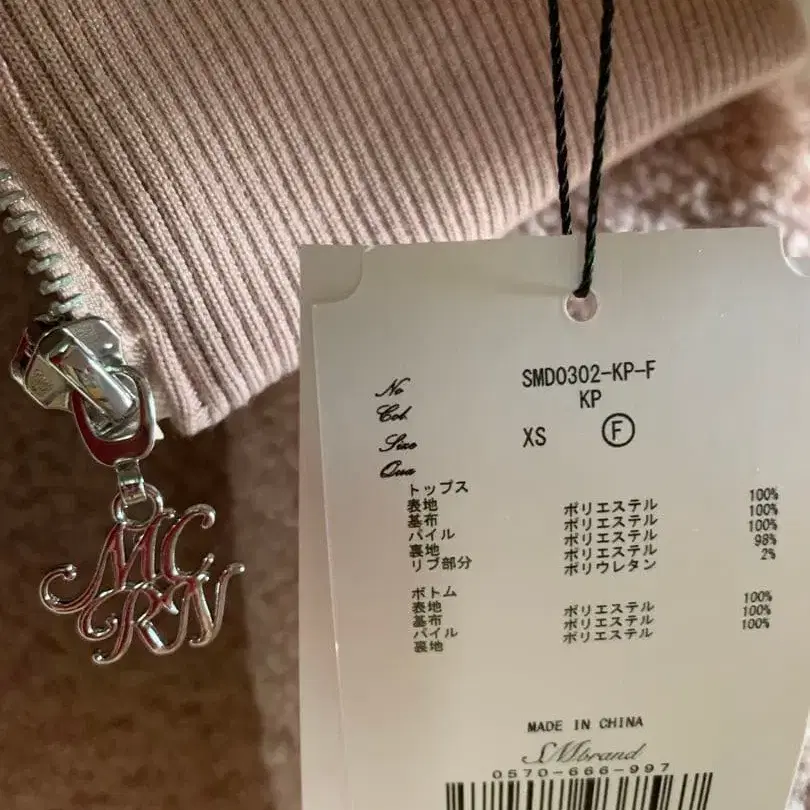 No SMD0302-KP-F
Col. KP
Size XS Ⓕ
Qua
トップス
表地 ポリエステル 100%
基布 ポリエステル 100%
パイル ポリエステル 100%
裏地 ポリエステル 98%
リブ部分 ポリウレタン 2%
ボトム
表地 ポリエステル 100%
基布 ポリエステル 100%
パイル ポリエステル 100%
裏地
MADE IN CHINA
SMbrand
0570-666-997
MC
RN